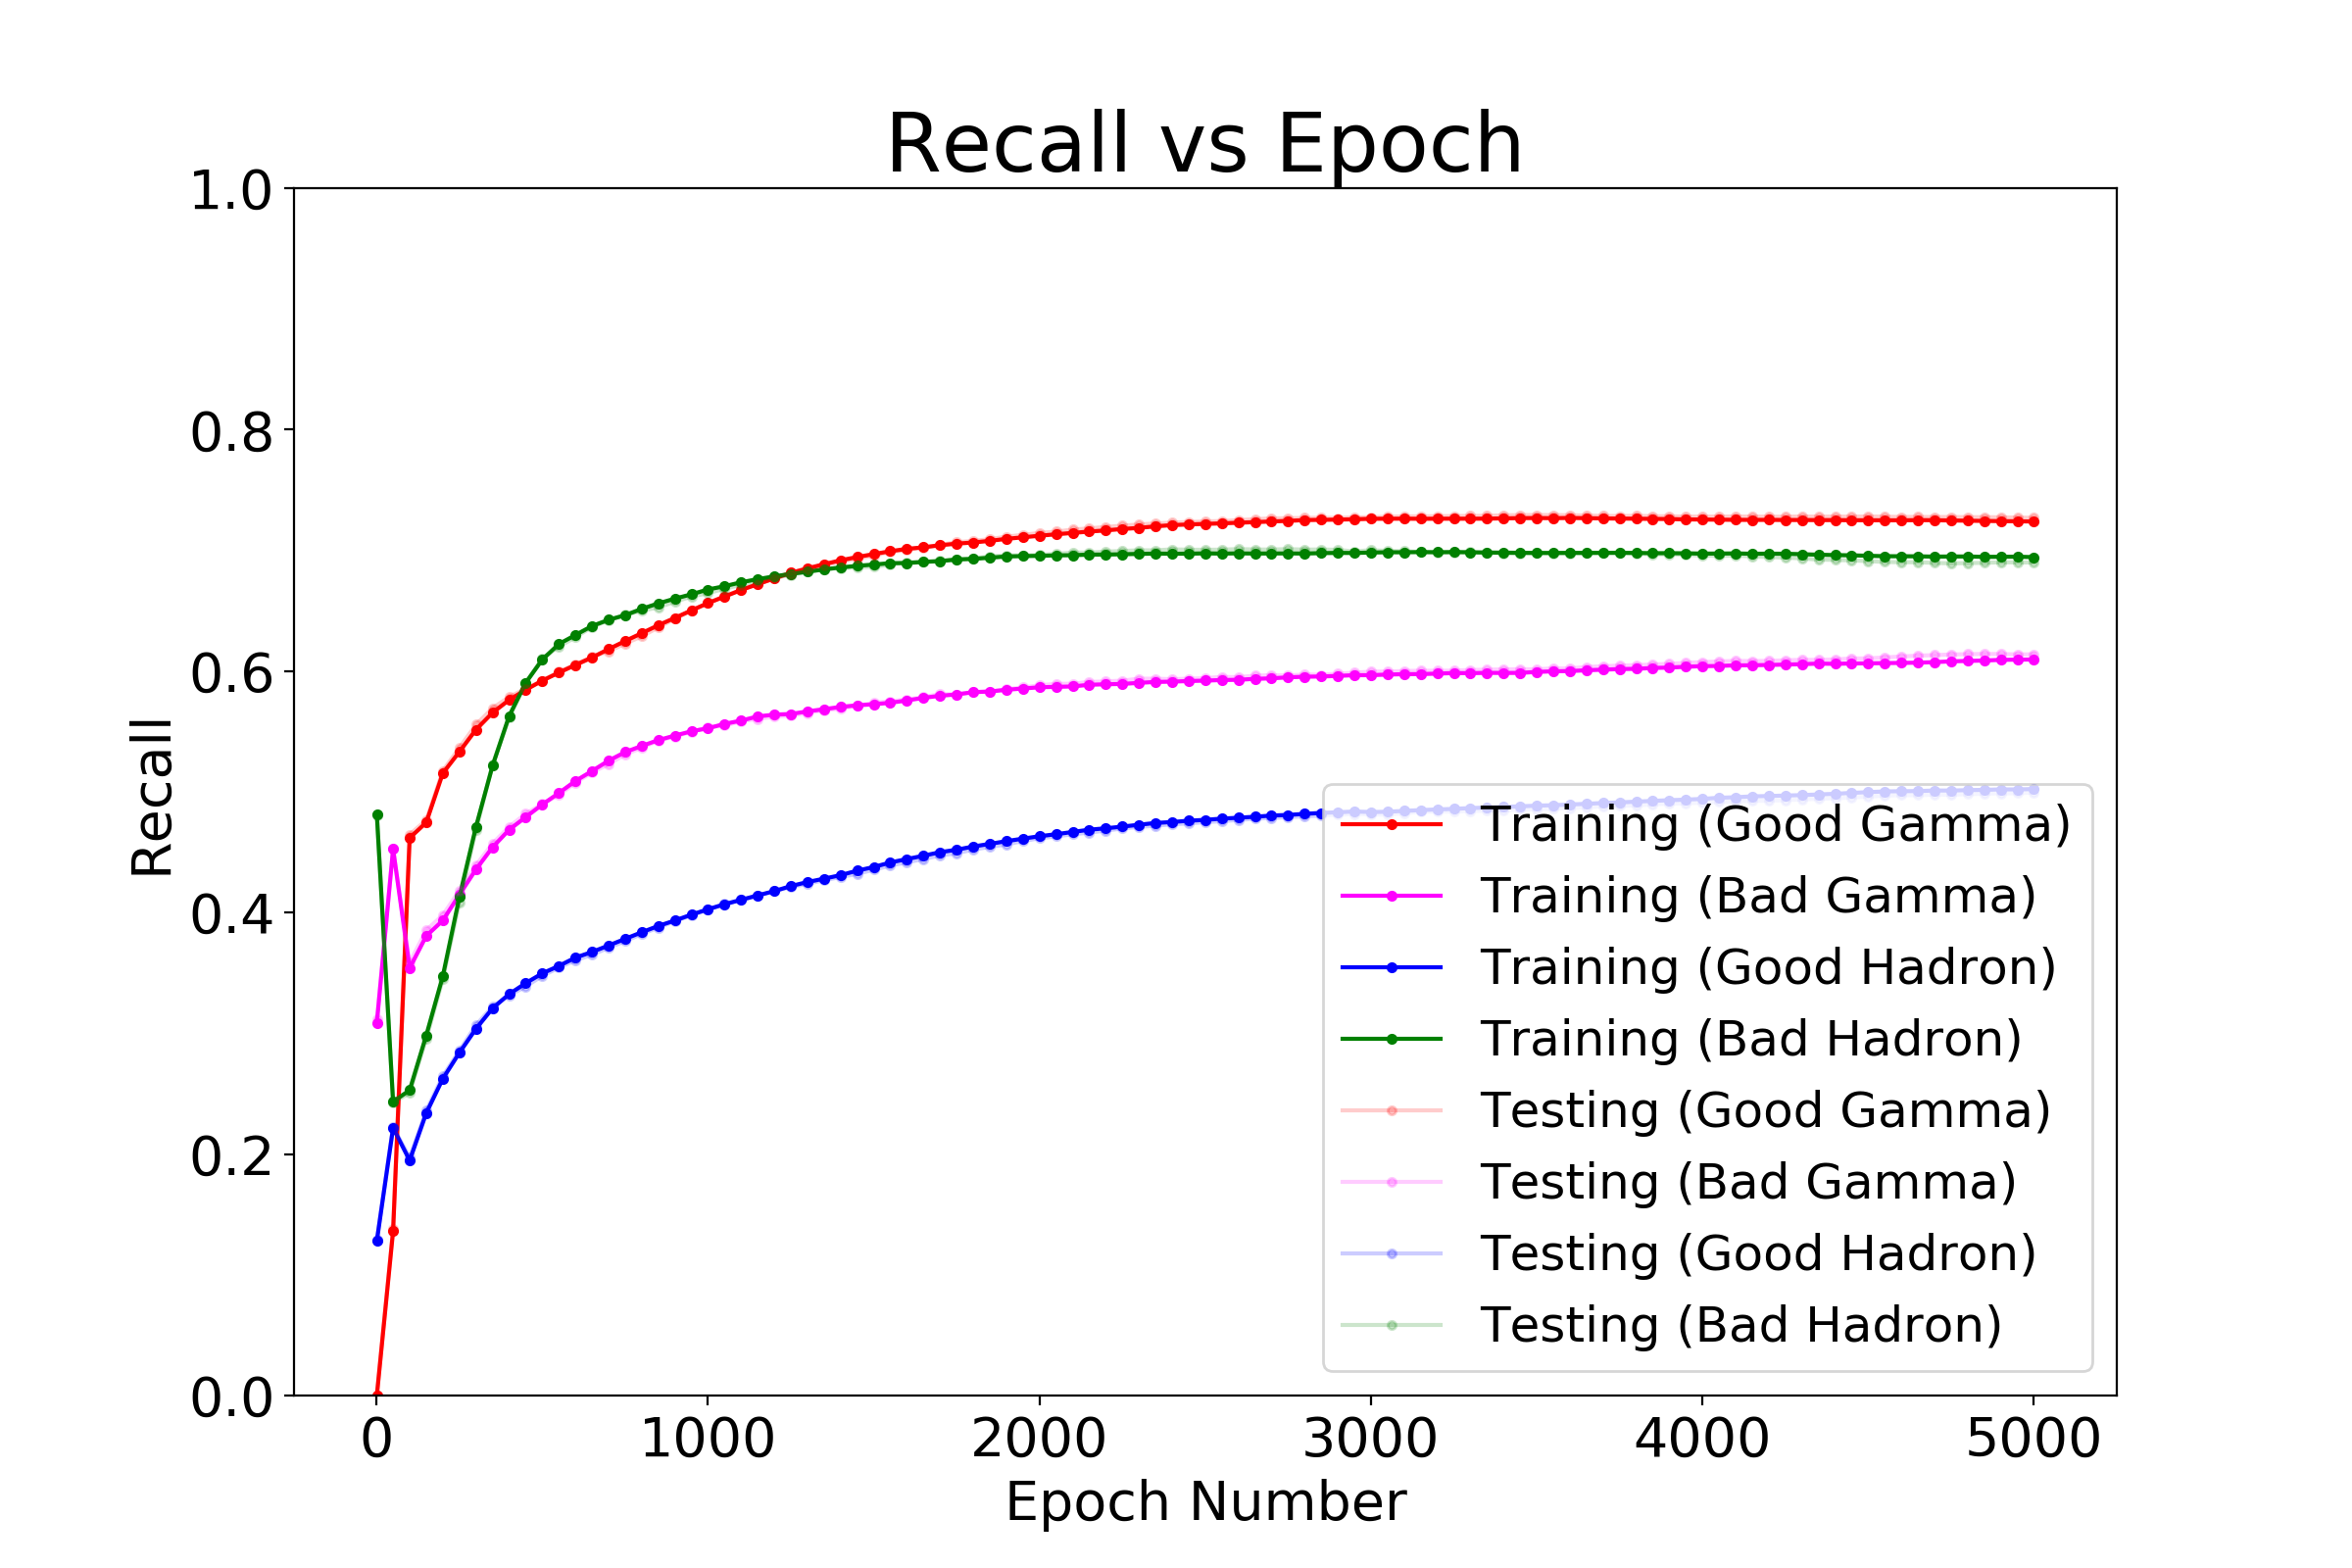 Recall vs Epoch
1.0
0.8
0.6
0.4
0.2
0.0
Recall
Training (Good Gamma)
Training (Bad Gamma)
Training (Good Hadron)
Training (Bad Hadron)
Testing (Good Gamma)
Testing (Bad Gamma)
Testing (Good Hadron)
Testing (Bad Hadron)
0 1000 2000 3000 4000 5000
Epoch Number